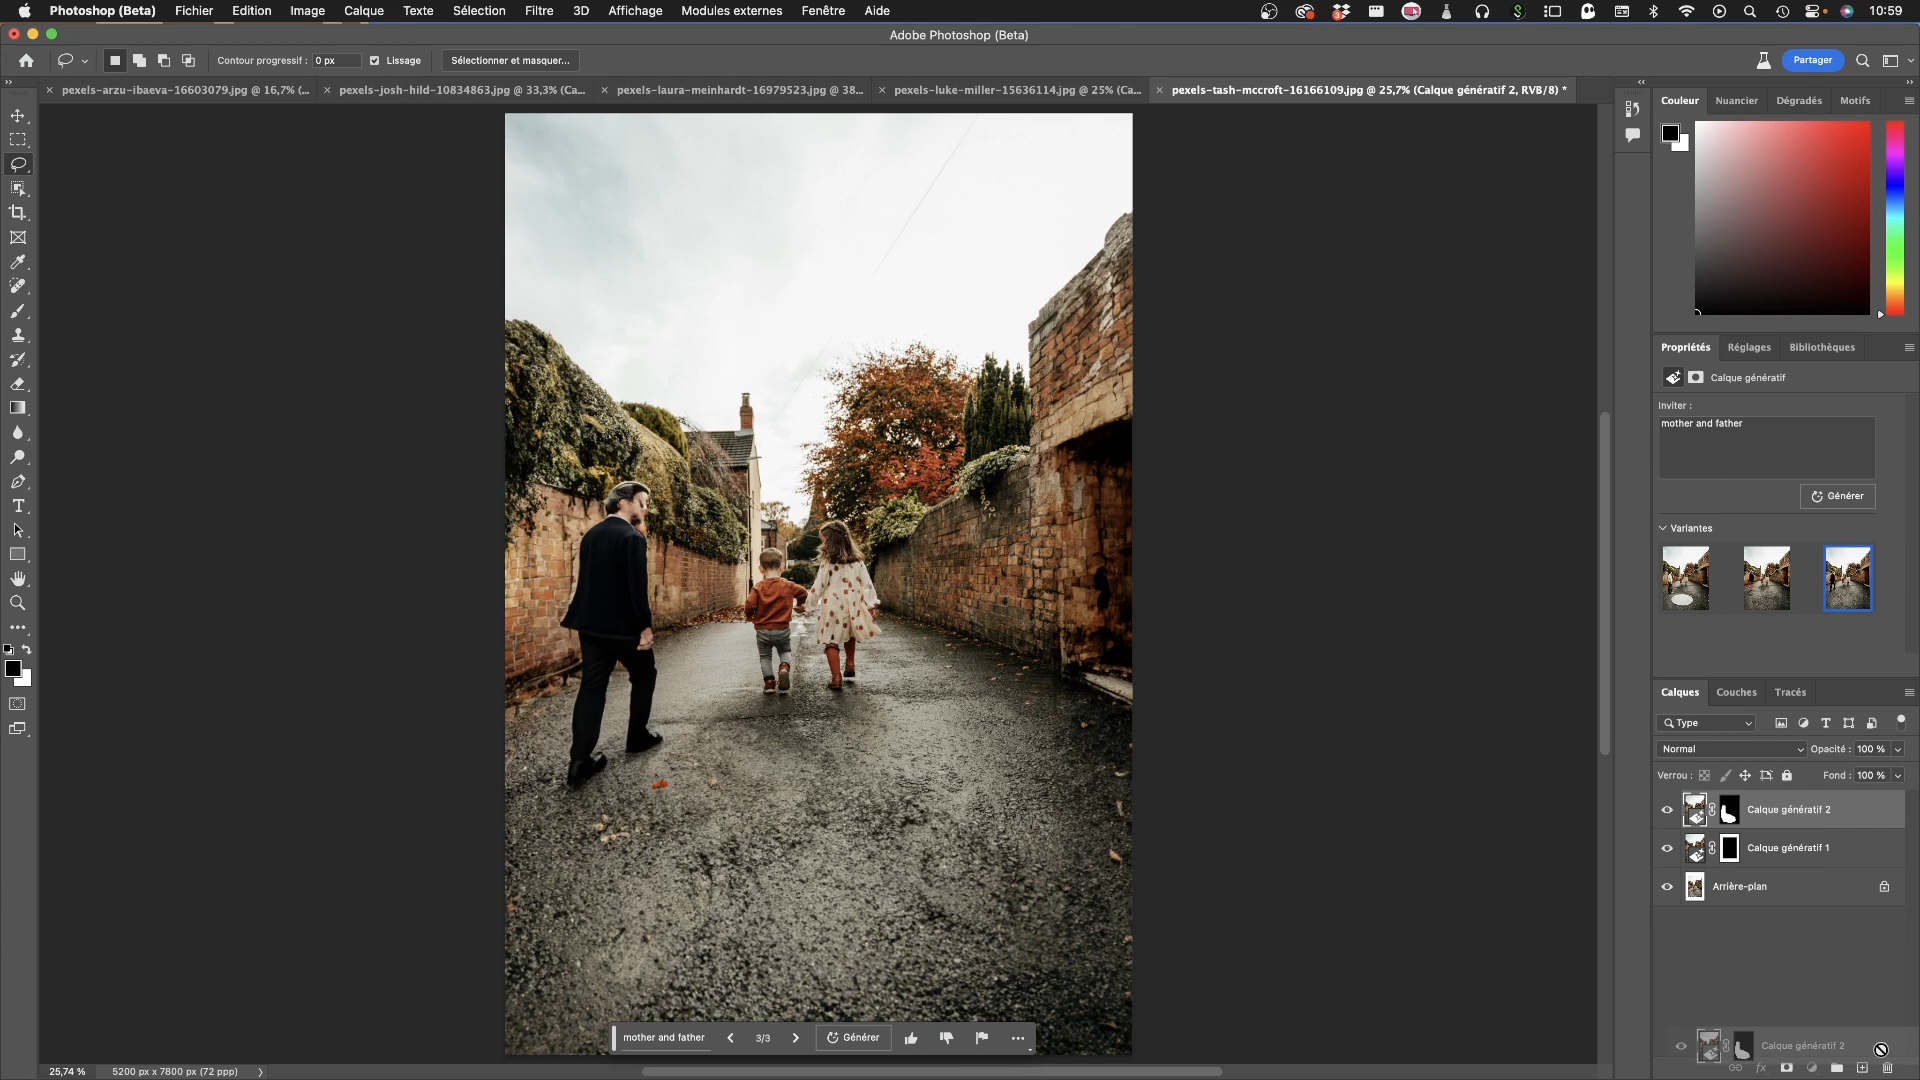 Photoshop (Beta) Fichier Edition Image Calque Texte Sélection Filtre 3D Affichage Modules externes Fenêtre Aide 3 10:59
Adobe Photoshop (Beta)
Contour progressif : 0 px Lissage Sélectionner et masquer... Partager
pexels-arzu-ibaeva-16603079.jpg @ 16,7% (... pexels-josh-hild-10834863.jpg @ 33,3% (Ca... pexels-laura-meinhardt-16979523.jpg @ 38... pexels-luke-miller-15636114.jpg @ 25% (Ca... pexels-tash-mccroft-16166109.jpg @ 25,7% (Calque génératif 2, RVB/8) *
Couleur Nuancier Dégradés Motifs
Propriétés Réglages Bibliothèques
Calque génératif
Inviter :
mother and father
Générer
Variantes
Calques Couches Tracés
Type
Normal Opacité : 100 %
Verrou : Fond : 100 %
Calque génératif 2
Calque génératif 1
Arrière-plan
mother and father 3/3 Générer
Calque génératif 2
25,74 % 5200 px x 7800 px (72 ppp)